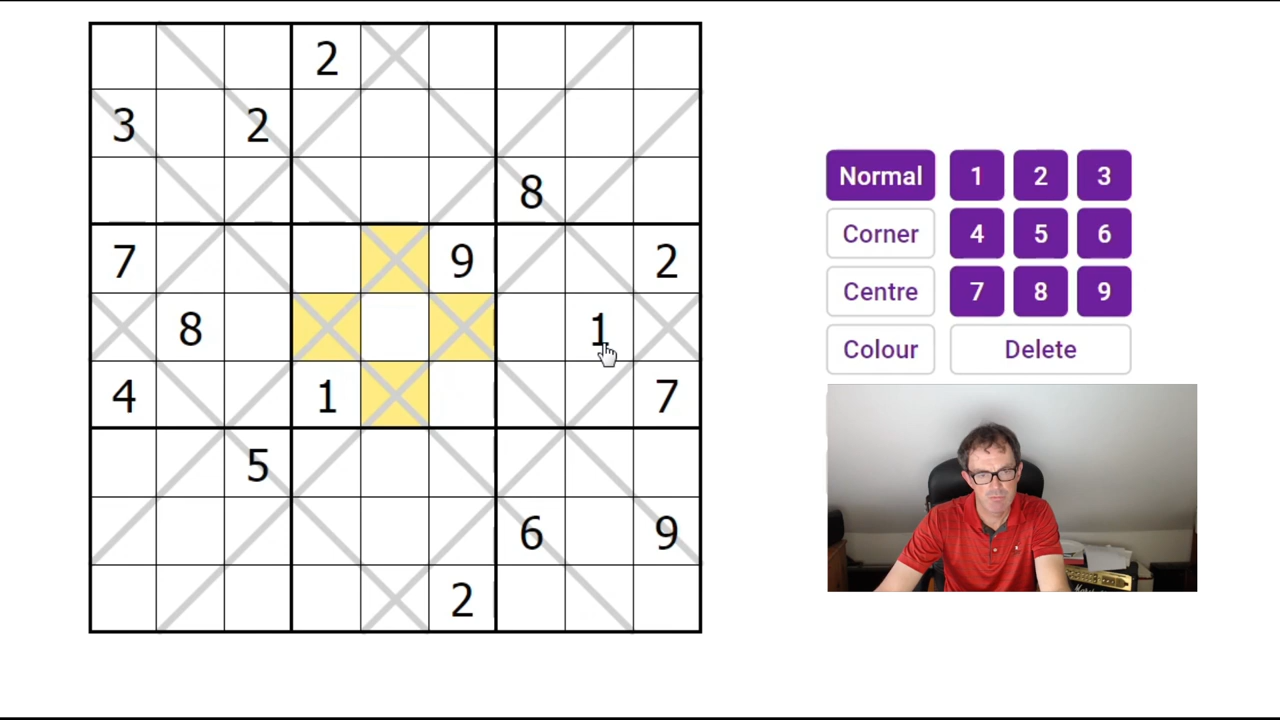 2
3 2
8
7 9 2
8 1
4 1 7
5
6 9
2
Normal 1 2 3
Corner 4 5 6
Centre 7 8 9
Colour Delete